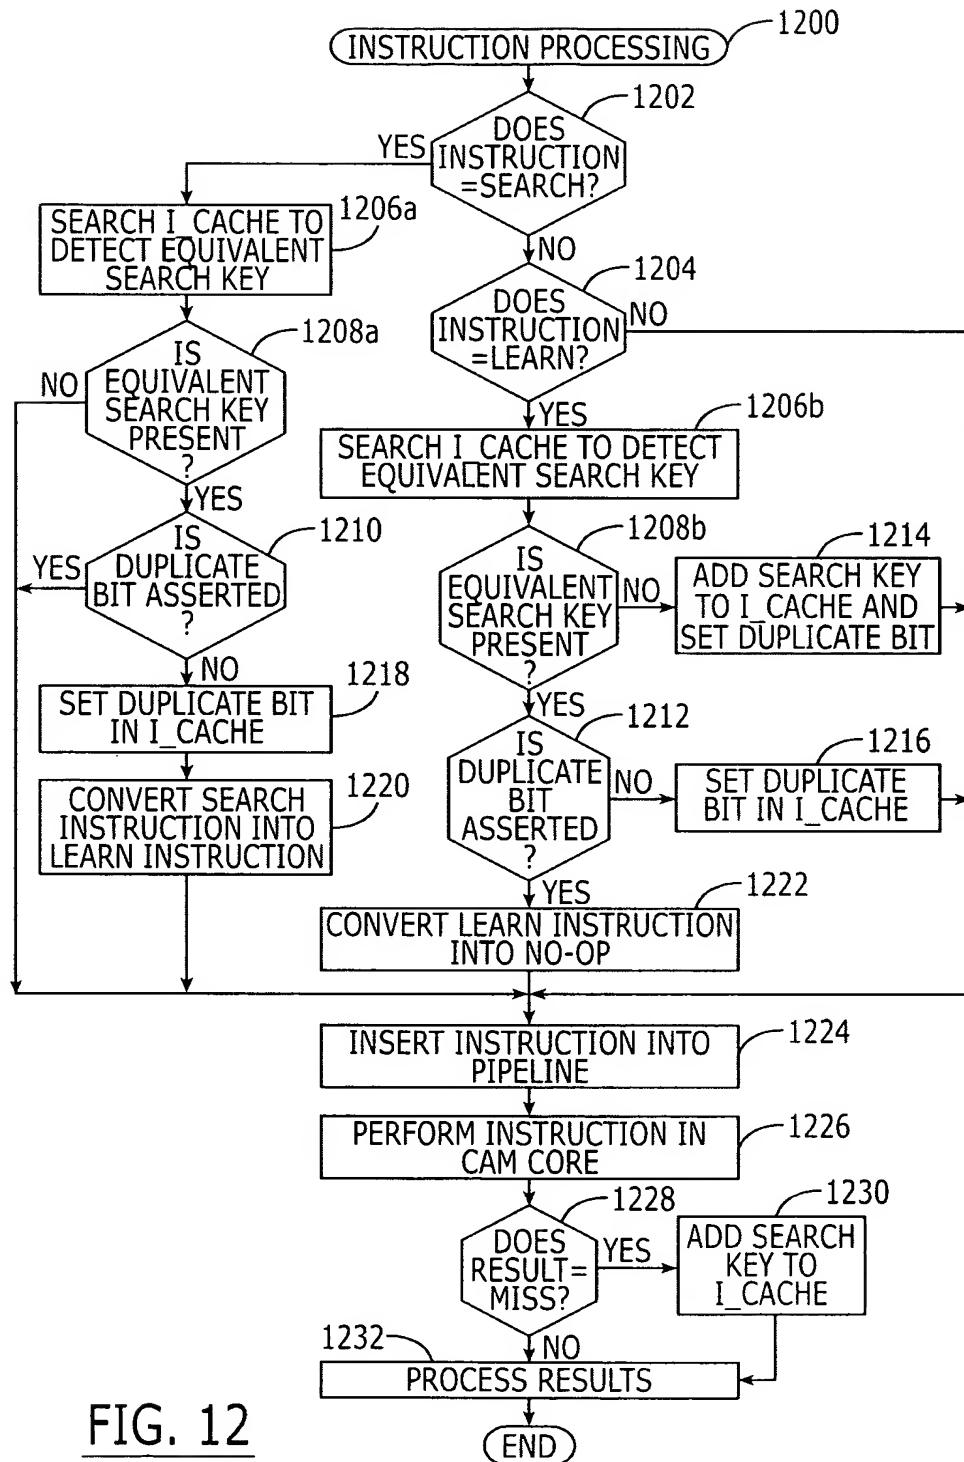 INSTRUCTION PROCESSING
1200
1202
DOES
INSTRUCTION
=SEARCH?
YES
NO
1206a
SEARCH I_CACHE TO
DETECT EQUIVALENT
SEARCH KEY
1204
DOES
INSTRUCTION
=LEARN?
NO
YES
1208a
IS
EQUIVALENT
SEARCH KEY
PRESENT
?
NO
YES
1206b
SEARCH I_CACHE TO DETECT
EQUIVALENT SEARCH KEY
1210
IS
DUPLICATE
BIT ASSERTED
?
YES
NO
1208b
IS
EQUIVALENT
SEARCH KEY
PRESENT
?
NO
YES
1214
ADD SEARCH KEY
TO I_CACHE AND
SET DUPLICATE BIT
1218
SET DUPLICATE BIT
IN I_CACHE
1212
IS
DUPLICATE
BIT
ASSERTED
?
NO
YES
1216
SET DUPLICATE
BIT IN I_CACHE
1220
CONVERT SEARCH
INSTRUCTION INTO
LEARN INSTRUCTION
1222
CONVERT LEARN INSTRUCTION
INTO NO-OP
1224
INSERT INSTRUCTION INTO
PIPELINE
1226
PERFORM INSTRUCTION IN
CAM CORE
1228
DOES
RESULT=
MISS?
YES
NO
1230
ADD SEARCH
KEY TO
I_CACHE
1232
PROCESS RESULTS
END
FIG. 12